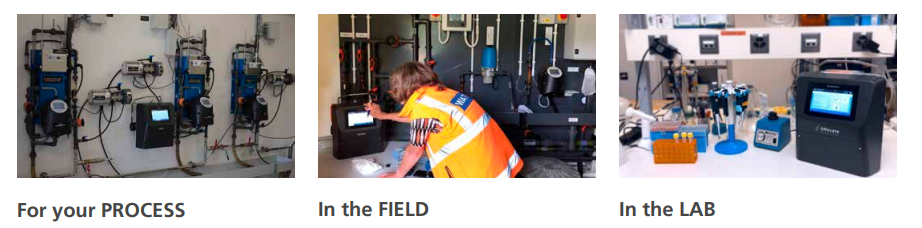 For your PROCESS
In the FIELD
In the LAB